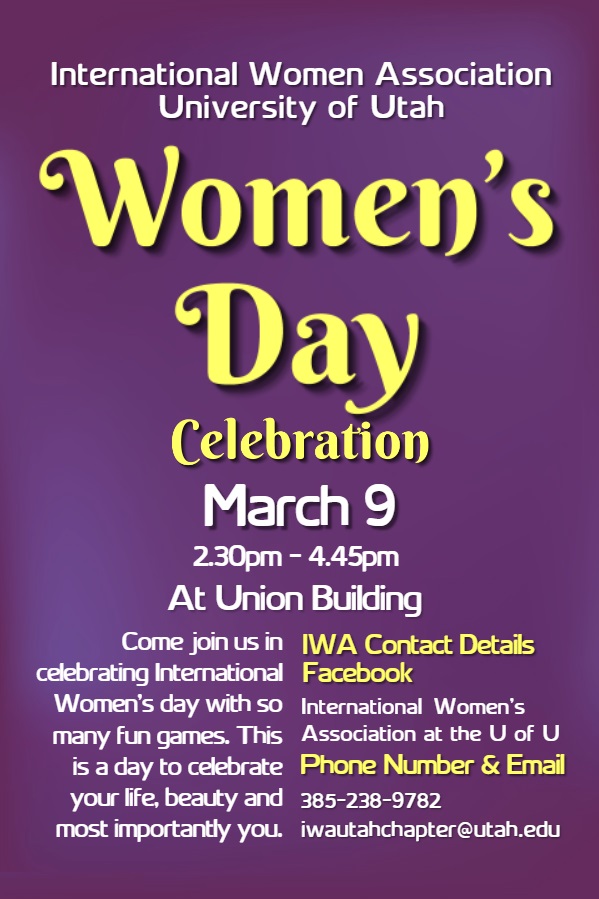 International Women Association
University of Utah
Women's
Day
Celebration
March 9
2.30pm - 4.45pm
At Union Building
Come join us in
celebrating International
Women's day with so
many fun games. This
is a day to celebrate
your life, beauty and
most importantly you.
IWA Contact Details
Facebook
International Women's
Association at the U of U
Phone Number & Email
385-238-9782
iwautahchapter@utah.edu